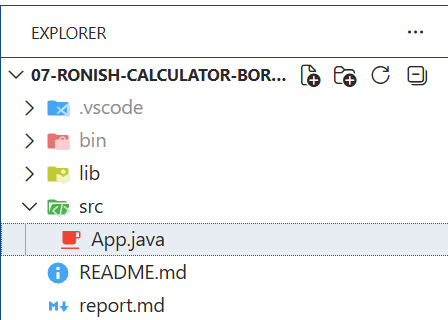 EXPLORER ...
07-RONISH-CALCULATOR-BOR...
.vscode
bin
lib
src
App.java
README.md
report.md